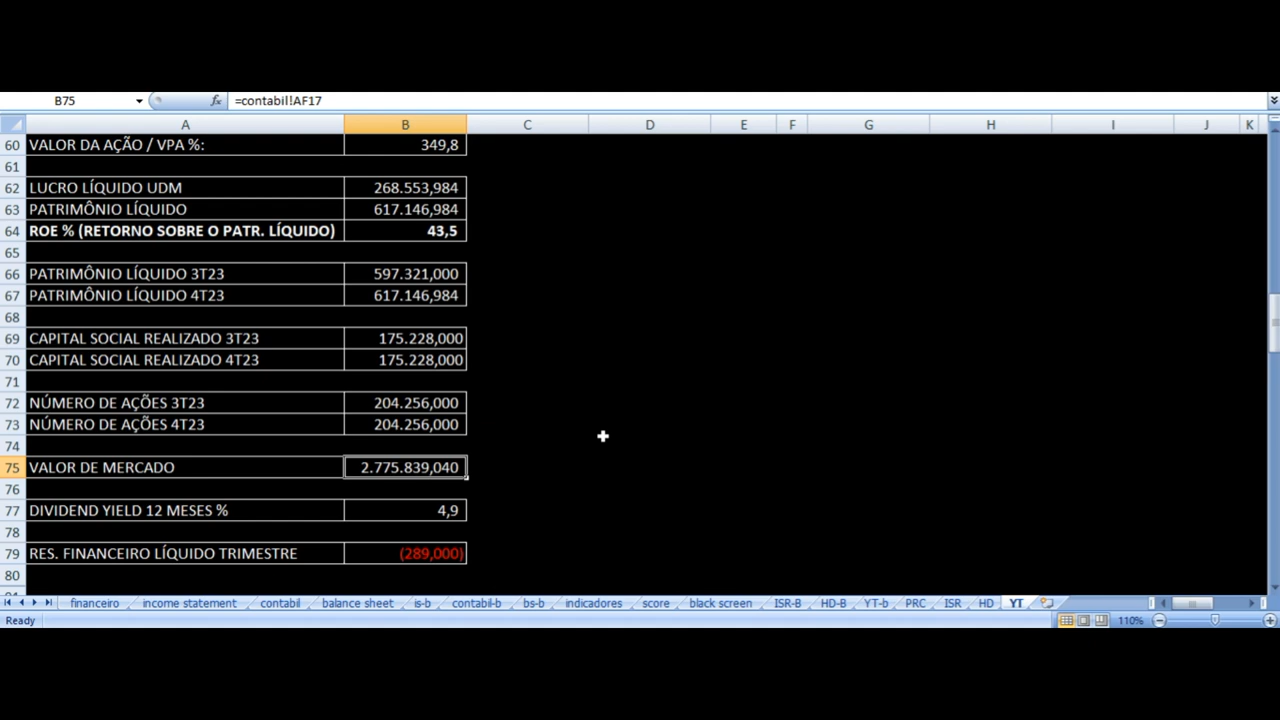 B75 fx =contabil!AF17
A B C D E F G H I J K
60 VALOR DA AÇÃO / VPA %: 349,8
61
62 LUCRO LÍQUIDO UDM 268.553,984
63 PATRIMÔNIO LÍQUIDO 617.146,984
64 ROE % (RETORNO SOBRE O PATR. LÍQUIDO) 43,5
65
66 PATRIMÔNIO LÍQUIDO 3T23 597.321,000
67 PATRIMÔNIO LÍQUIDO 4T23 617.146,984
68
69 CAPITAL SOCIAL REALIZADO 3T23 175.228,000
70 CAPITAL SOCIAL REALIZADO 4T23 175.228,000
71
72 NÚMERO DE AÇÕES 3T23 204.256,000
73 NÚMERO DE AÇÕES 4T23 204.256,000
74
75 VALOR DE MERCADO 2.775.839,040
76
77 DIVIDEND YIELD 12 MESES % 4,9
78
79 RES. FINANCEIRO LÍQUIDO TRIMESTRE (289,000)
80
financeiro income statement contabil balance sheet is-b contabil-b bs-b indicadores score black screen ISR-B HD-B YT-b PRC ISR HD YT
Ready 110%